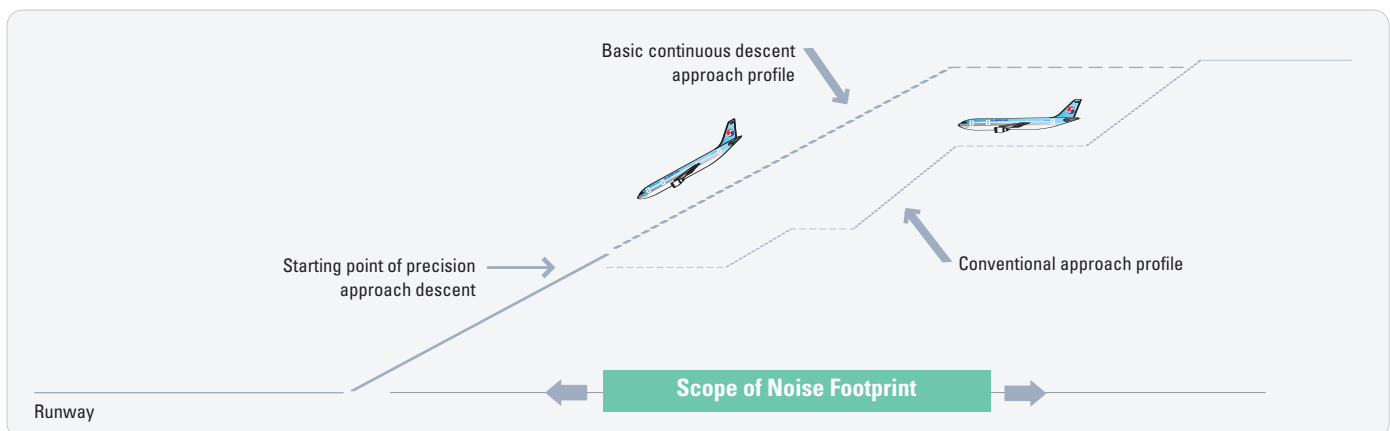 Basic continuous descent
approach profile
Starting point of precision
approach descent
Conventional approach profile
Scope of Noise Footprint
Runway